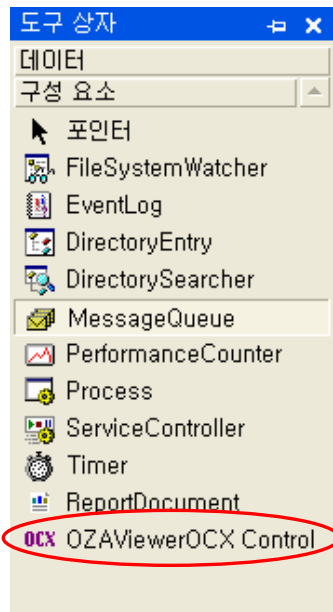 도구 상자
데이터
구성 요소
포인터
FileSystemWatcher
EventLog
DirectoryEntry
DirectorySearcher
MessageQueue
PerformanceCounter
Process
ServiceController
Timer
ReportDocument
OCX OZAViewerOCX Control